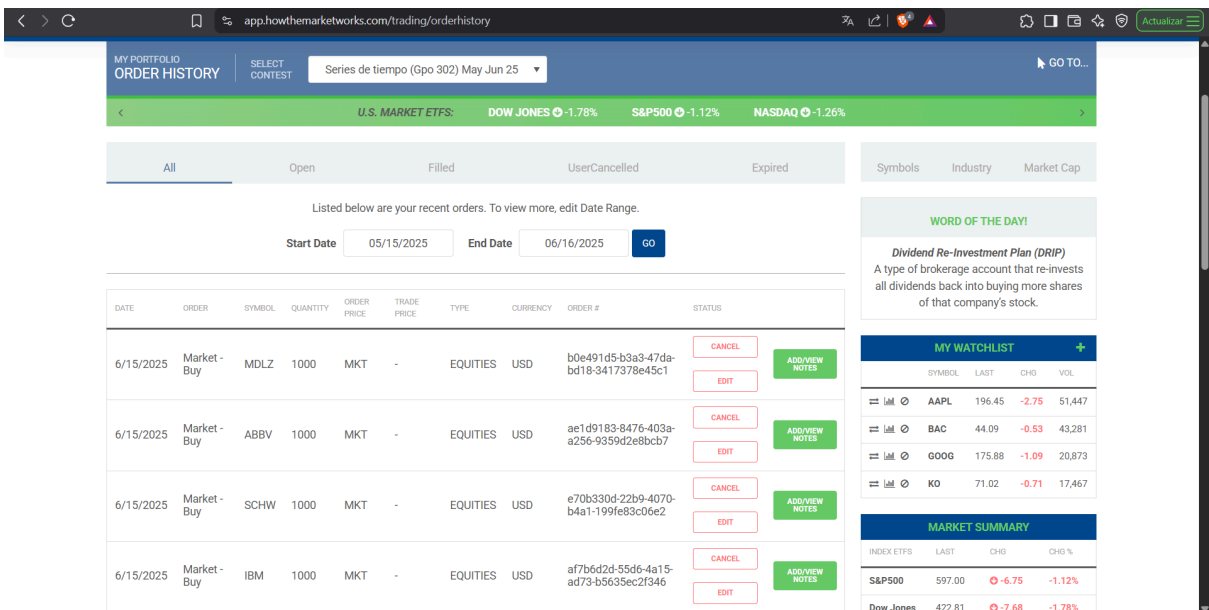 app.howthemarketworks.com/trading/orderhistory
Actualizar
MY PORTFOLIO
ORDER HISTORY
SELECT
CONTEST
Series de tiempo (Gpo 302) May Jun 25
GO TO...
U.S. MARKET ETFS: DOW JONES -1.78% S&P500 -1.12% NASDAQ -1.26%
All Open Filled UserCancelled Expired
Listed below are your recent orders. To view more, edit Date Range.
Start Date 05/15/2025 End Date 06/16/2025 GO
DATE ORDER SYMBOL QUANTITY ORDER PRICE TRADE PRICE TYPE CURRENCY ORDER # STATUS
6/15/2025 Market - Buy MDLZ 1000 MKT - EQUITIES USD b0e491d5-b3a3-47da-
bd18-3417378e45c1
CANCEL
EDIT
ADD/VIEW
NOTES
6/15/2025 Market - Buy ABBV 1000 MKT - EQUITIES USD ae1d9183-8476-403a-
a256-9359d2e8bcb7
CANCEL
EDIT
ADD/VIEW
NOTES
6/15/2025 Market - Buy SCHW 1000 MKT - EQUITIES USD e70b330d-22b9-4070-
b4a1-199fe83c06e2
CANCEL
EDIT
ADD/VIEW
NOTES
6/15/2025 Market - Buy IBM 1000 MKT - EQUITIES USD af7b6d2d-55d6-4a15-
ad73-b5635ec2f346
CANCEL
EDIT
ADD/VIEW
NOTES
Symbols Industry Market Cap
WORD OF THE DAY!
Dividend Re-Investment Plan (DRIP)
A type of brokerage account that re-invests
all dividends back into buying more shares
of that company's stock.
MY WATCHLIST +
SYMBOL LAST CHG VOL
AAPL 196.45 -2.75 51,447
BAC 44.09 -0.53 43,281
GOOG 175.88 -1.09 20,873
KO 71.02 -0.71 17,467
MARKET SUMMARY
INDEX ETFS LAST CHG CHG %
S&P500 597.00 -6.75 -1.12%
Dow Jones 422.81 -7.68 -1.78%